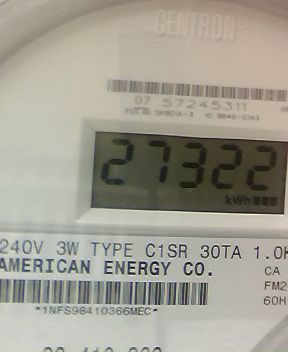 CENTRON®
07 57245311
27322
kWh
240V 3W TYPE C1SR 30TA 1.0K
AMERICAN ENERGY CO.
CA
FM2
60H
*1NFS98410366MEC*